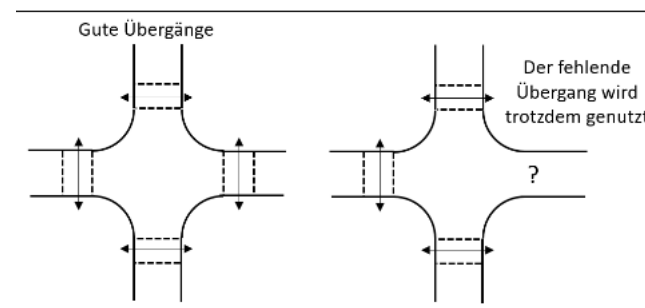 Gute Übergänge
Der fehlende
Übergang wird
trotzdem genutzt
?